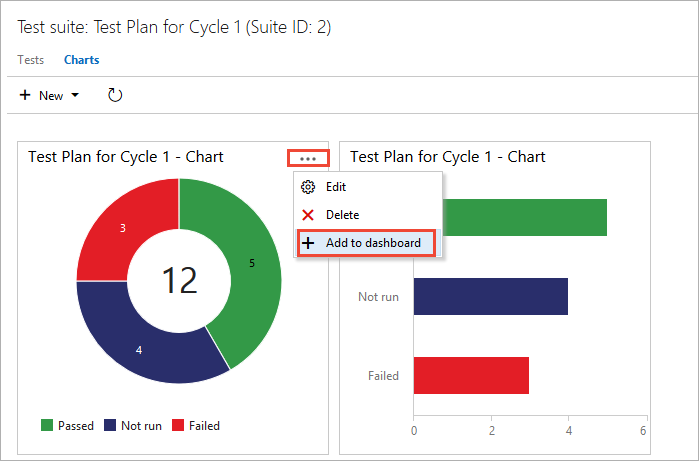 Test suite: Test Plan for Cycle 1 (Suite ID: 2)
Tests Charts
New
Test Plan for Cycle 1 - Chart
Edit
Delete
Add to dashboard
3
5
12
4
Passed Not run Failed
Test Plan for Cycle 1 - Chart
Not run
Failed
0 2 4 6